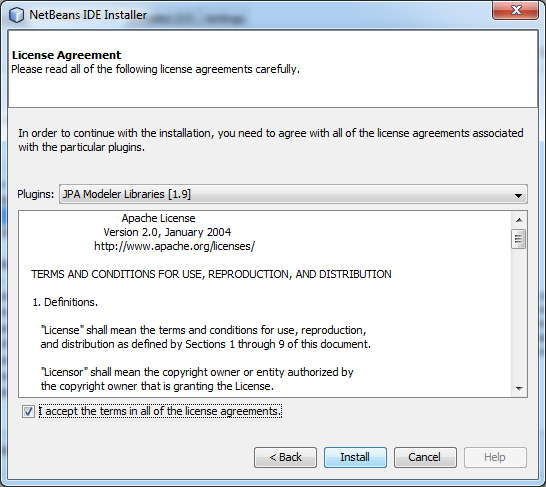 NetBeans IDE Installer
License Agreement
Please read all of the following license agreements carefully.
In order to continue with the installation, you need to agree with all of the license agreements associated
with the particular plugins.
Plugins: JPA Modeler Libraries [1.9]
Apache License
Version 2.0, January 2004
http://www.apache.org/licenses/
TERMS AND CONDITIONS FOR USE, REPRODUCTION, AND DISTRIBUTION
1. Definitions.
"License" shall mean the terms and conditions for use, reproduction,
and distribution as defined by Sections 1 through 9 of this document.
"Licensor" shall mean the copyright owner or entity authorized by
the copyright owner that is granting the License.
I accept the terms in all of the license agreements.
< Back Install Cancel Help